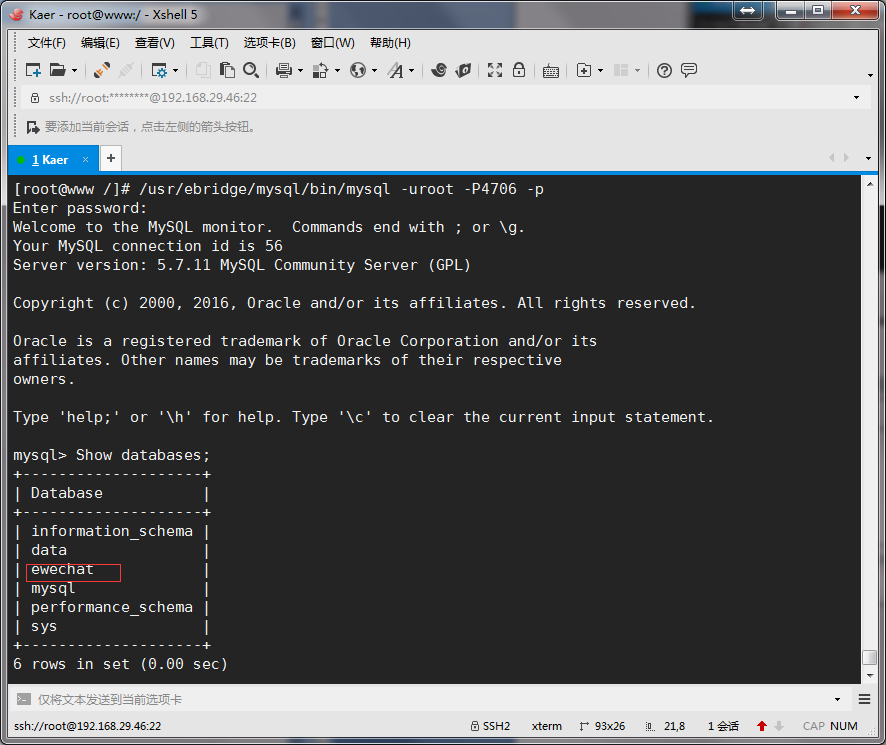 Kaer - root@www:/ - Xshell 5
文件(F) 编辑(E) 查看(V) 工具(T) 选项卡(B) 窗口(W) 帮助(H)
ssh://root:********@192.168.29.46:22
要添加当前会话，点击左侧的箭头按钮。
1 Kaer × +
[root@www /]# /usr/ebridge/mysql/bin/mysql -uroot -P4706 -p
Enter password:
Welcome to the MySQL monitor.  Commands end with ; or \g.
Your MySQL connection id is 56
Server version: 5.7.11 MySQL Community Server (GPL)
Copyright (c) 2000, 2016, Oracle and/or its affiliates. All rights reserved.
Oracle is a registered trademark of Oracle Corporation and/or its
affiliates. Other names may be trademarks of their respective
owners.
Type 'help;' or '\h' for help. Type '\c' to clear the current input statement.
mysql> Show databases;
+--------------------+
| Database           |
+--------------------+
| information_schema |
| data               |
| ewechat            |
| mysql              |
| performance_schema |
| sys                |
+--------------------+
6 rows in set (0.00 sec)
仅将文本发送到当前选项卡
ssh://root@192.168.29.46:22 SSH2 xterm 93x26 21,8 1 会话 CAP NUM